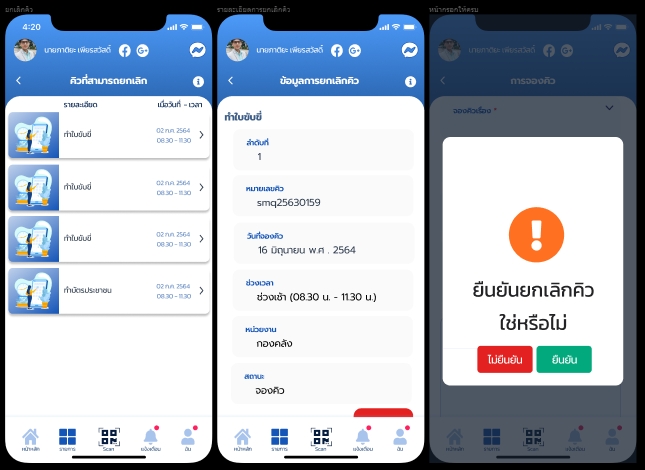 ยกเลิกคิว
4:20
นายภาติยะ เพียรสวัสดิ์
คิวที่สามารถยกเลิก
รายละเอียด
เมื่อวันที่ - เวลา
ทำใบขับขี่
02 ก.ค. 2564
08.30 - 11.30
ทำใบขับขี่
02 ก.ค. 2564
08.30 - 11.30
ทำใบขับขี่
02 ก.ค. 2564
08.30 - 11.30
ทำบัตรประชาชน
02 ก.ค. 2564
08.30 - 11.30
หน้าหลัก
รายการ
Scan
แจ้งเตือน
ฉัน
รายละเอียดการยกเลิกคิว
นายภาติยะ เพียรสวัสดิ์
ข้อมูลการยกเลิกคิว
ทำใบขับขี่
ลำดับที่
1
หมายเลขคิว
smq25630159
วันที่จองคิว
16 มิถุนายน พ.ศ . 2564
ช่วงเวลา
ช่วงเช้า (08.30 น. - 11.30 น.)
หน่วยงาน
กองคลัง
สถานะ
จองคิว
หน้าหลัก
รายการ
Scan
แจ้งเตือน
ฉัน
หน้ากรอกให้ครบ
นายภาติยะ เพียรสวัสดิ์
การจองคิว
จองคิวเรื่อง *
ยืนยันยกเลิกคิว
ใช่หรือไม่
ไม่ยืนยัน
ยืนยัน
หน้าหลัก
รายการ
Scan
แจ้งเตือน
ฉัน